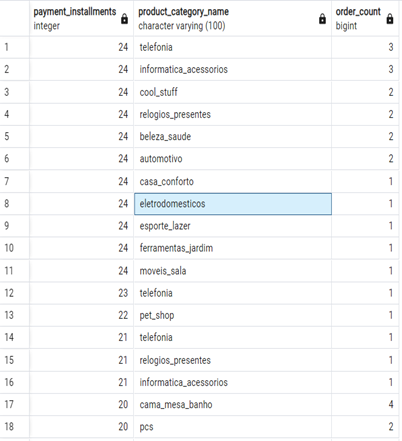 payment_installments product_category_name order_count
integer character varying (100) bigint
1 24 telefonia 3
2 24 informatica_acessorios 3
3 24 cool_stuff 2
4 24 relogios_presentes 2
5 24 beleza_saude 2
6 24 automotivo 2
7 24 casa_conforto 1
8 24 eletrodomesticos 1
9 24 esporte_lazer 1
10 24 ferramentas_jardim 1
11 24 moveis_sala 1
12 23 telefonia 1
13 22 pet_shop 1
14 21 telefonia 1
15 21 relogios_presentes 1
16 21 informatica_acessorios 1
17 20 cama_mesa_banho 4
18 20 pcs 2